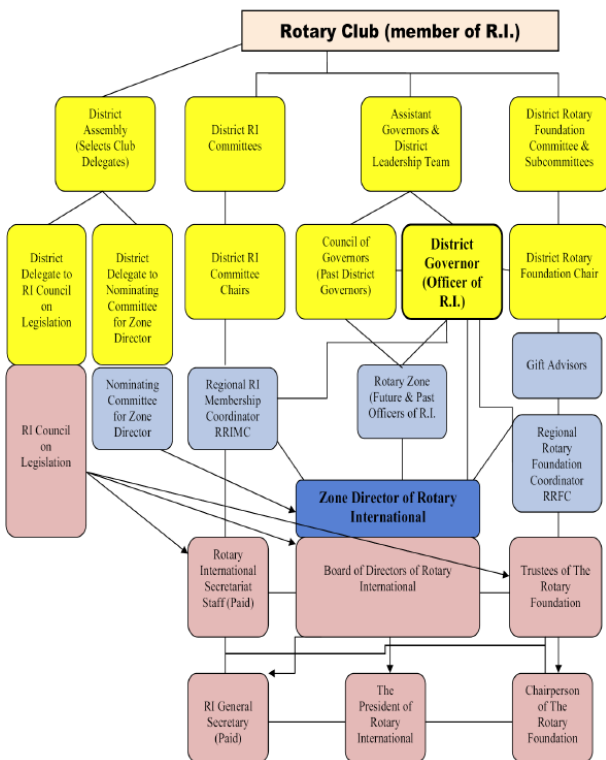 Rotary Club (member of R.I.)
District
Assembly
(Selects Club
Delegates)
District RI
Committees
Assistant
Governors &
District
Leadership Team
District Rotary
Foundation
Committee &
Subcommittees
District
Delegate to
RI Council
on
Legislation
District
Delegate to
Nominating
Committee
for Zone
Director
District RI
Committee
Chairs
Council of
Governors
(Past District
Governors)
District
Governor
(Officer of
R.I.)
District Rotary
Foundation Chair
RI Council
on
Legislation
Nominating
Committee
for Zone
Director
Regional RI
Membership
Coordinator
RRIMC
Rotary Zone
(Future & Past
Officers of R.I.
Gift Advisors
Regional
Rotary
Foundation
Coordinator
RRFC
Zone Director of Rotary
International
Rotary
International
Secretariat
Staff (Paid)
Board of Directors of Rotary
International
Trustees of The
Rotary
Foundation
RI General
Secretary
(Paid)
The
President of
Rotary
International
Chairperson
of The
Rotary
Foundation